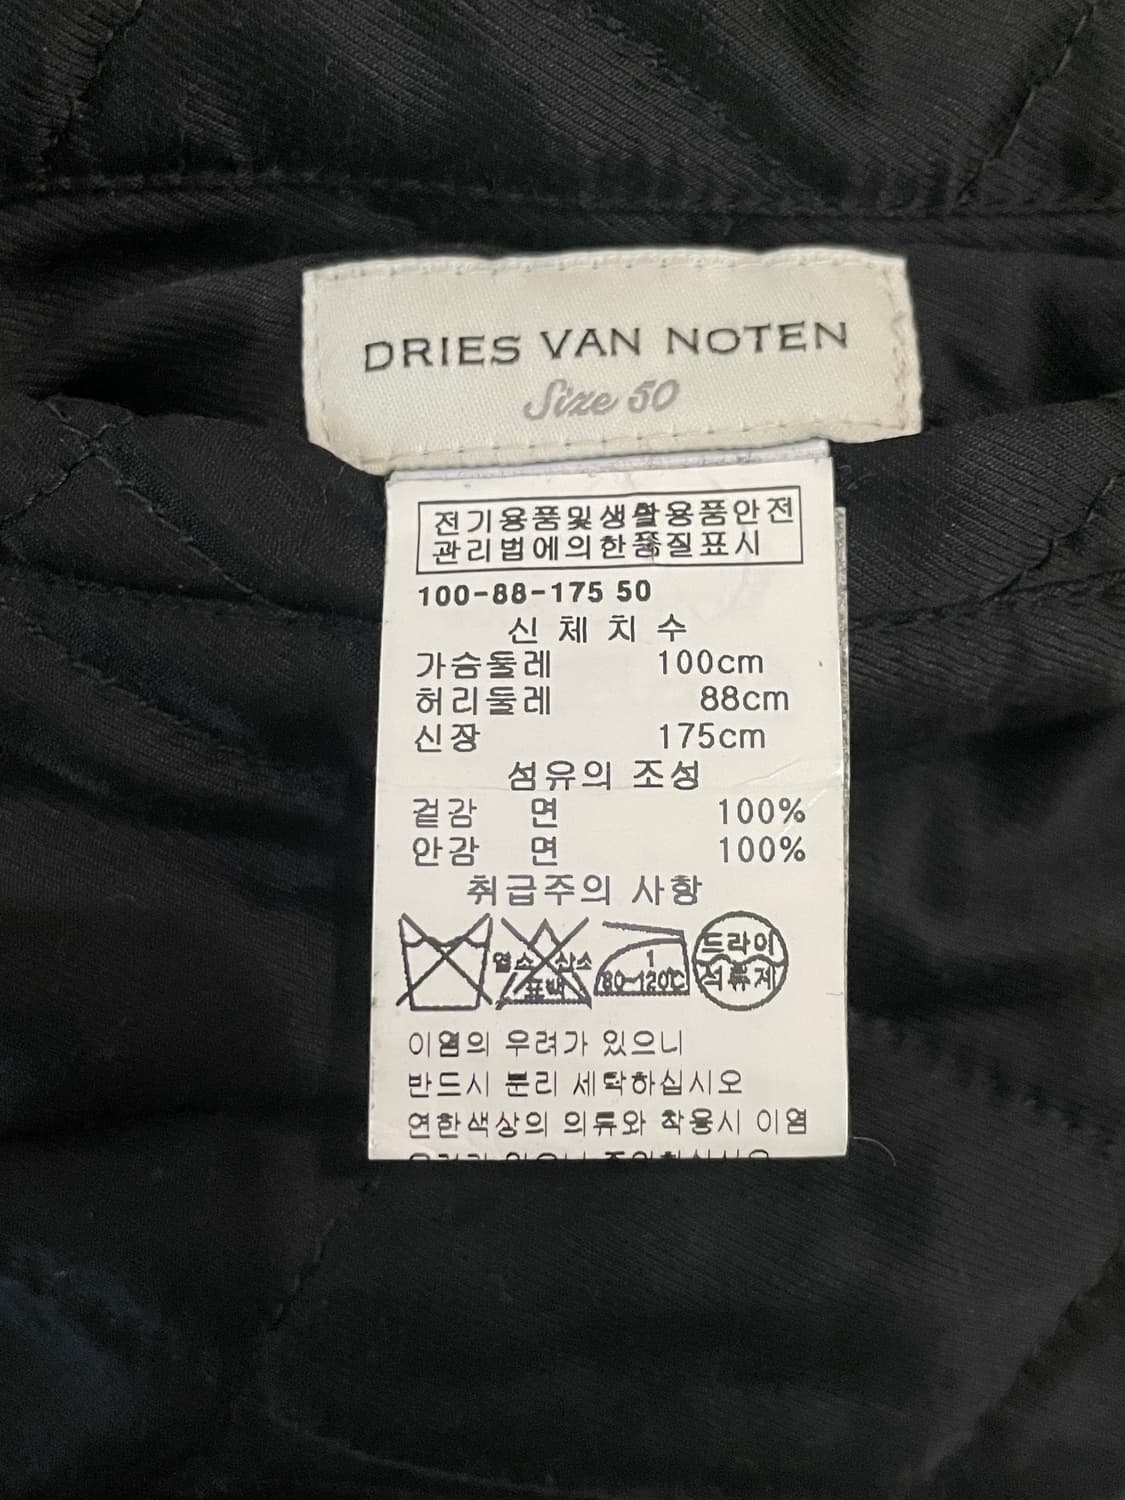 DRIES VAN NOTEN
Size 50
전기용품및생활용품안전
관리법에의한품질표시
100-88-175 50
신체치수
가슴둘레 100cm
허리둘레 88cm
신장 175cm
섬유의 조성
겉감 면 100%
안감 면 100%
취급주의 사항
염소 산소
표백
1
80-120℃
드라이
석유제
이염의 우려가 있으니
반드시 분리 세탁하십시오
연한색상의 의류와 착용시 이염